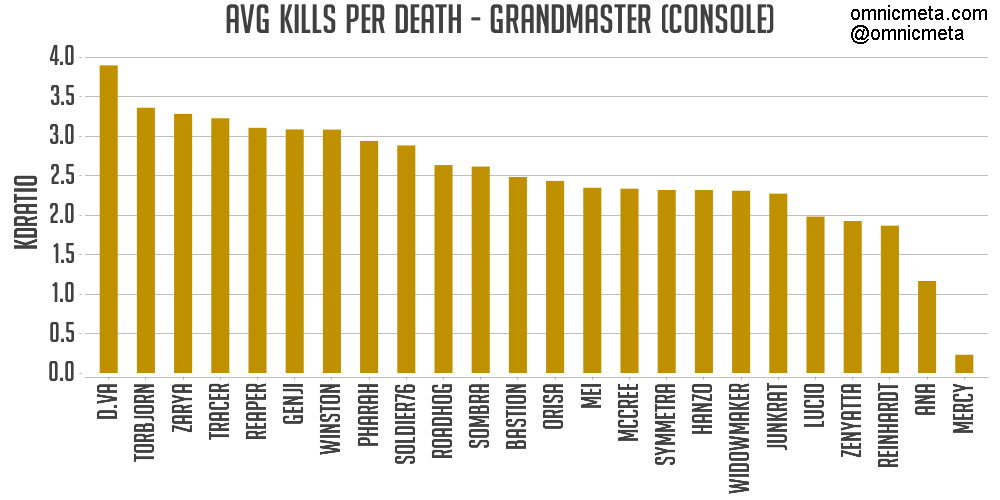 AVG KILLS PER DEATH - GRANDMASTER (CONSOLE)
omnicmeta.com
@omnicmeta
KDRATIO
4.0
3.5
3.0
2.5
2.0
1.5
1.0
0.5
0.0
D.VA
TORBJORN
ZARYA
TRACER
REAPER
GENJI
WINSTON
PHARAH
SOLDIER76
ROADHOG
SOMBRA
BASTION
ORISA
MEI
MCCREE
SYMMETRA
HANZO
WIDOWMAKER
JUNKRAT
LUCIO
ZENYATTA
REINHARDT
ANA
MERCY